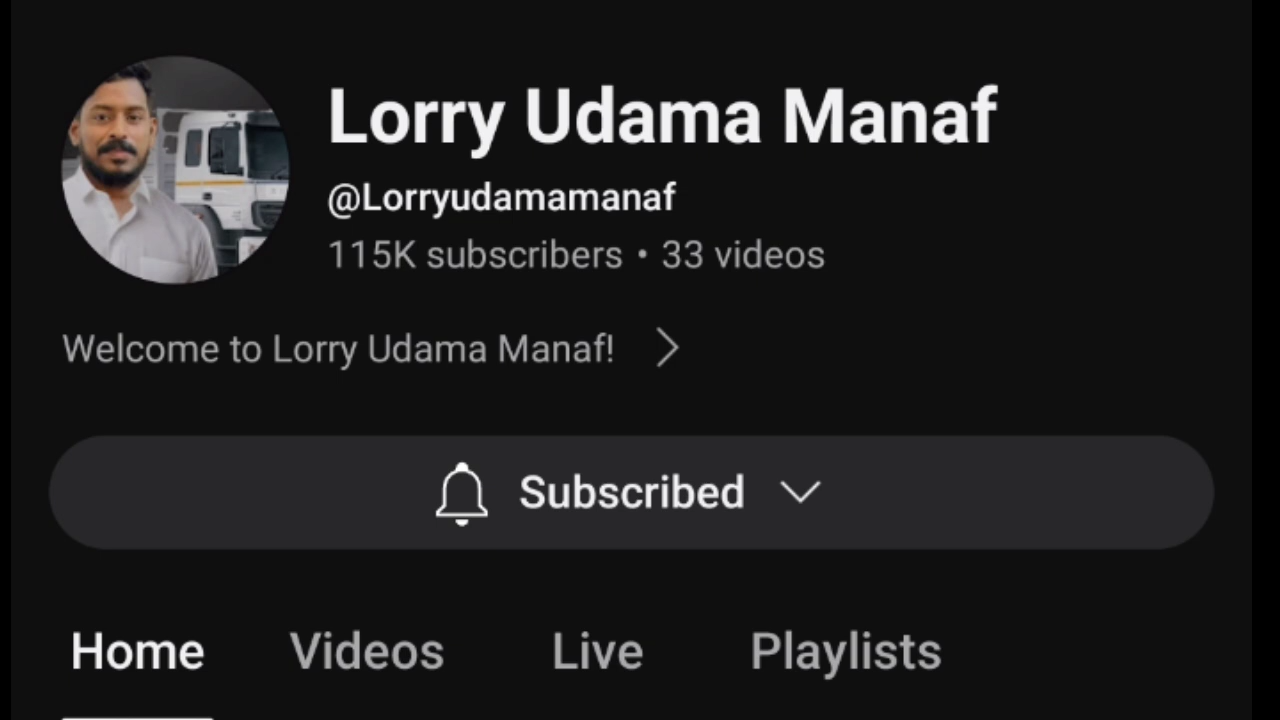 Lorry Udama Manaf
@Lorryudamamanaf
115K subscribers • 33 videos
Welcome to Lorry Udama Manaf!
Subscribed
Home Videos Live Playlists